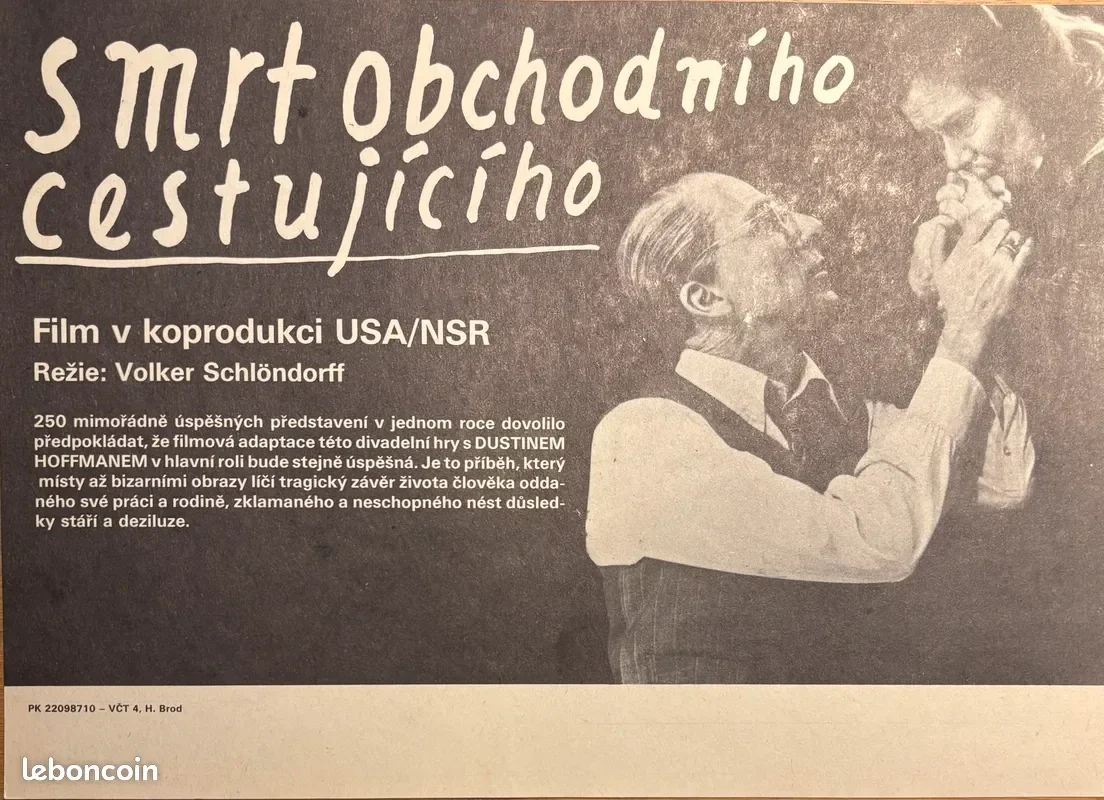 smrt obchodního
cestujícího
Film v koprodukci USA/NSR
Režie: Volker Schlöndorff
250 mimořádně úspěšných představení v jednom roce dovolilo
předpokládat, že filmová adaptace této divadelní hry s DUSTINEM
HOFFMANEM v hlavní roli bude stejně úspěšná. Je to příběh, který
místy až bizarními obrazy líčí tragický závěr života člověka odda-
ného své práci a rodině, zklamaného a neschopného nést důsled-
ky stáří a deziluze.
PK 22098710 – VČT 4, H. Brod
leboncoin